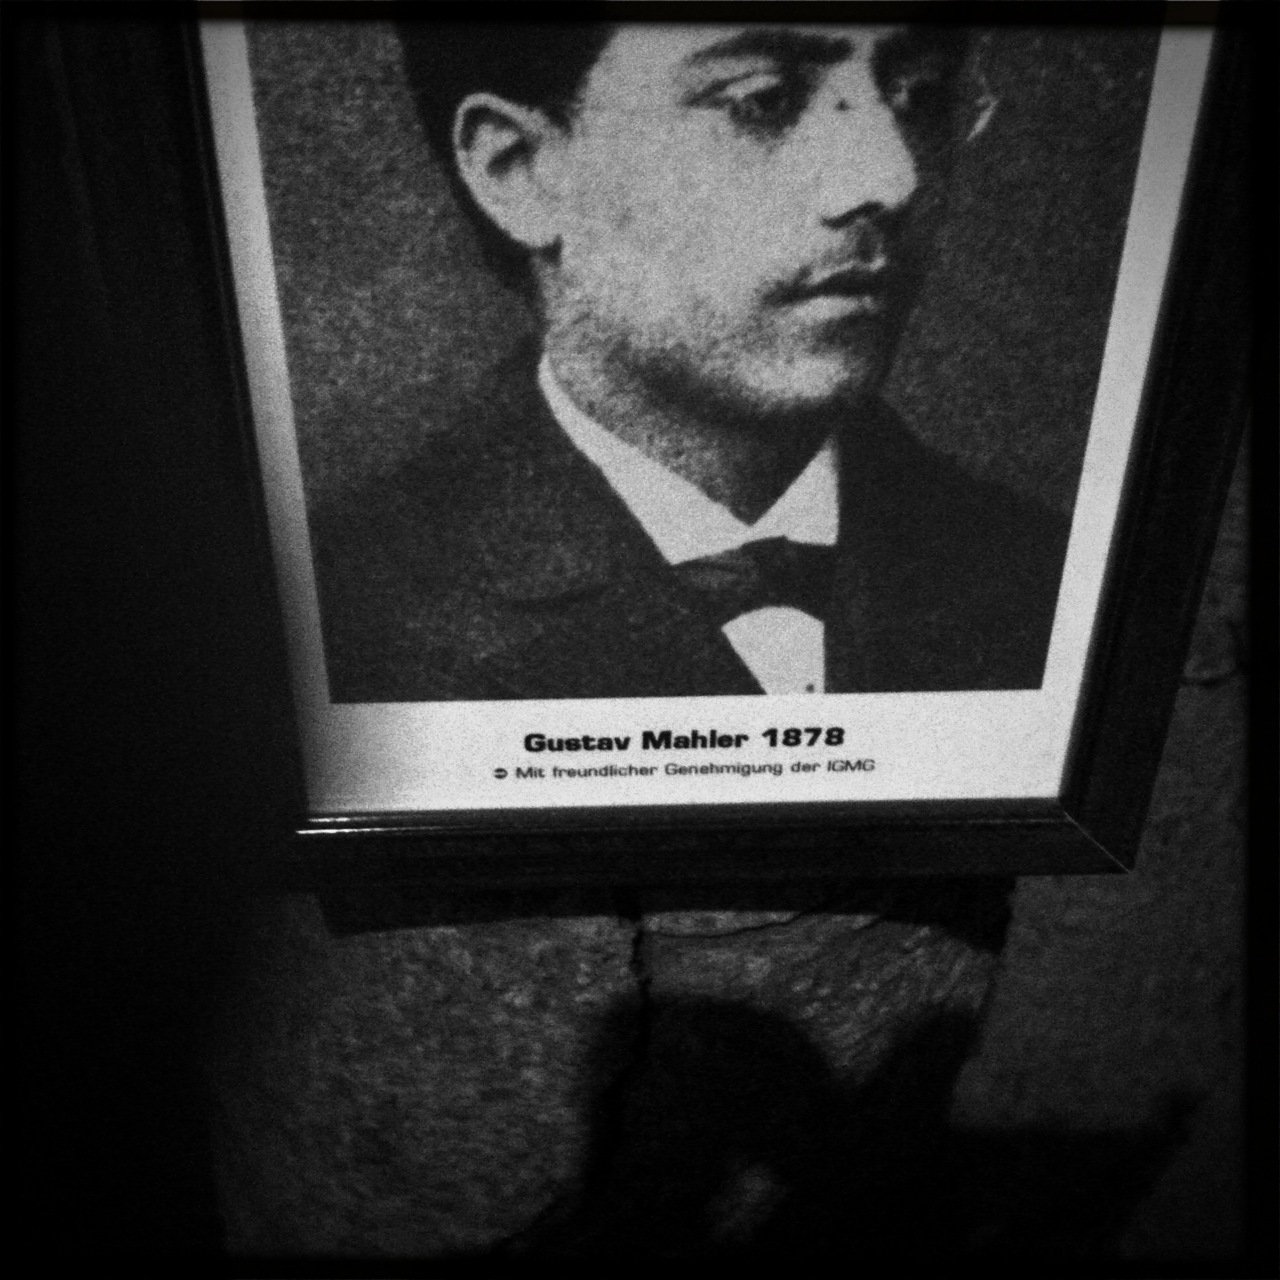 Gustav Mahler 1878
➲ Mit freundlicher Genehmigung der IGMG